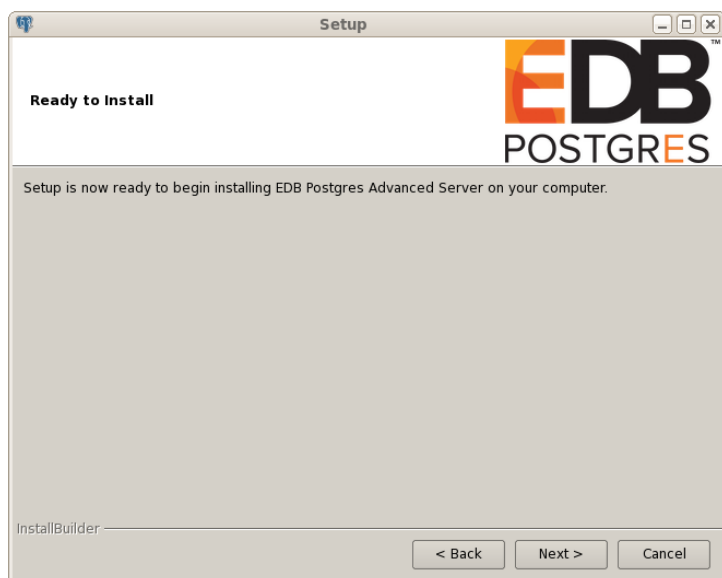 Setup
EDB™
POSTGRES
Ready to Install
Setup is now ready to begin installing EDB Postgres Advanced Server on your computer.
InstallBuilder
< Back
Next >
Cancel